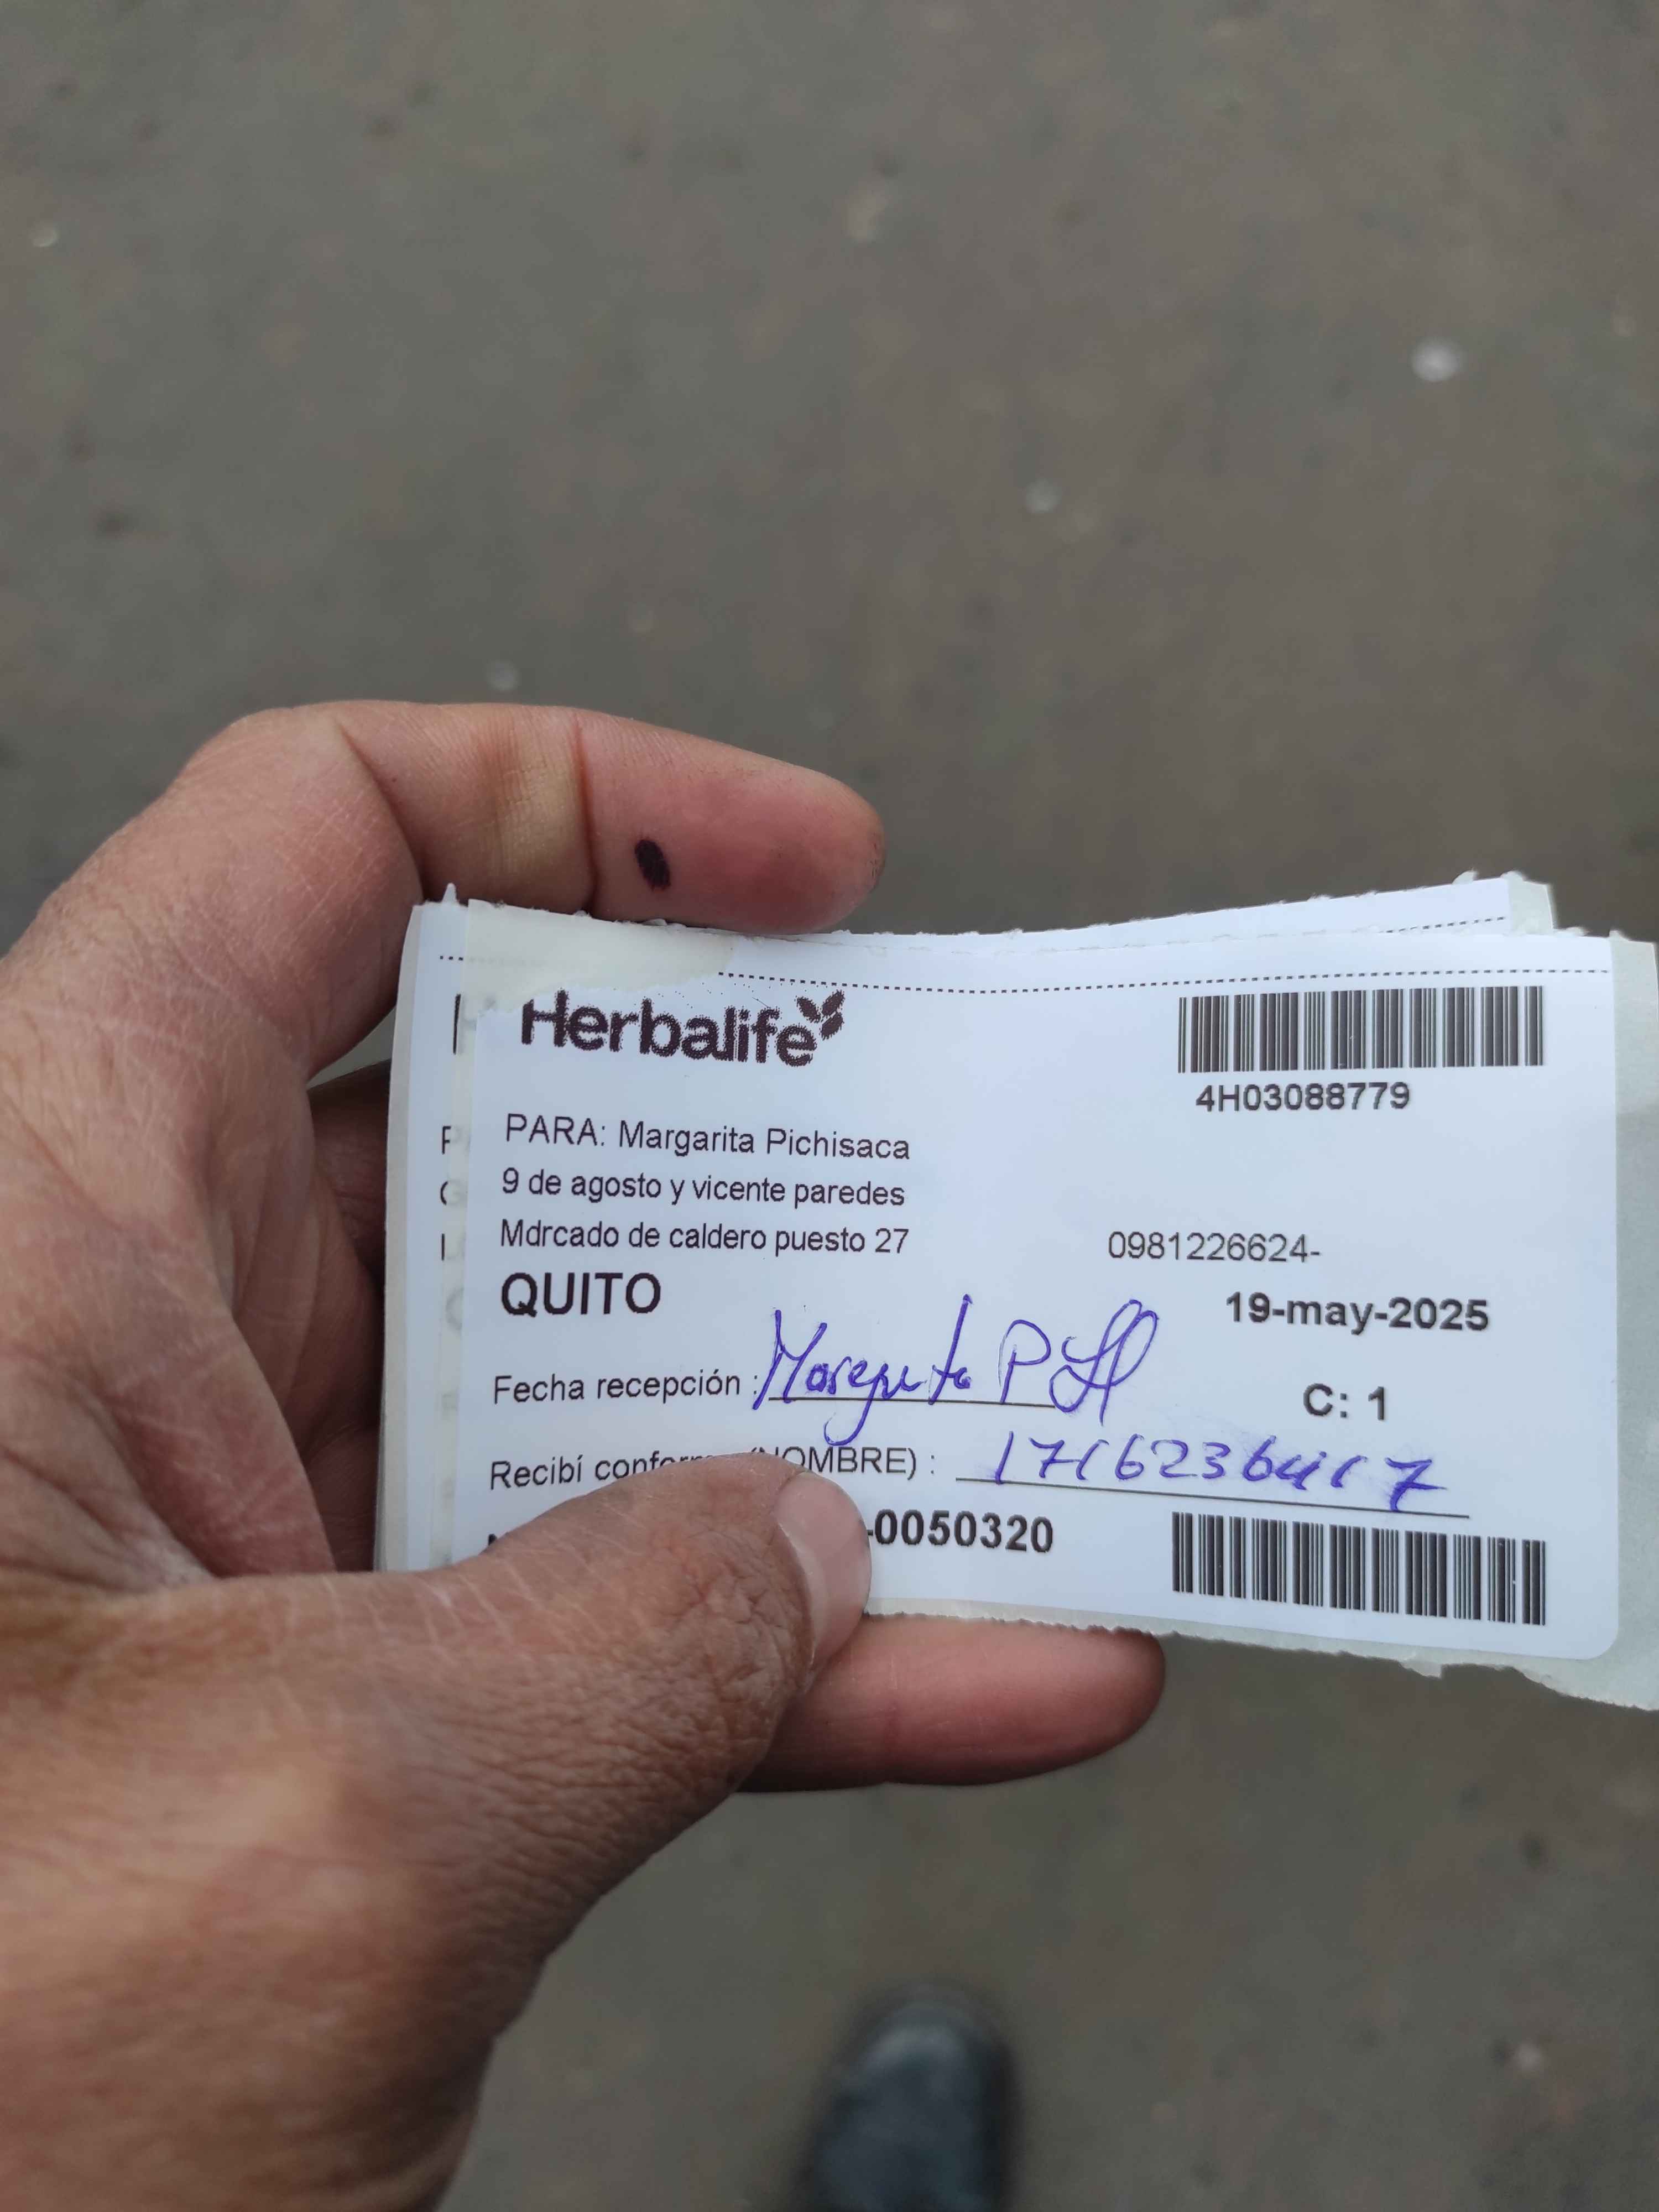 Herbalife
4H03088779
PARA: Margarita Pichisaca
9 de agosto y vicente paredes
Mdrcado de caldero puesto 27
0981226624-
QUITO
19-may-2025
Fecha recepción :
C: 1
Recibí
-0050320